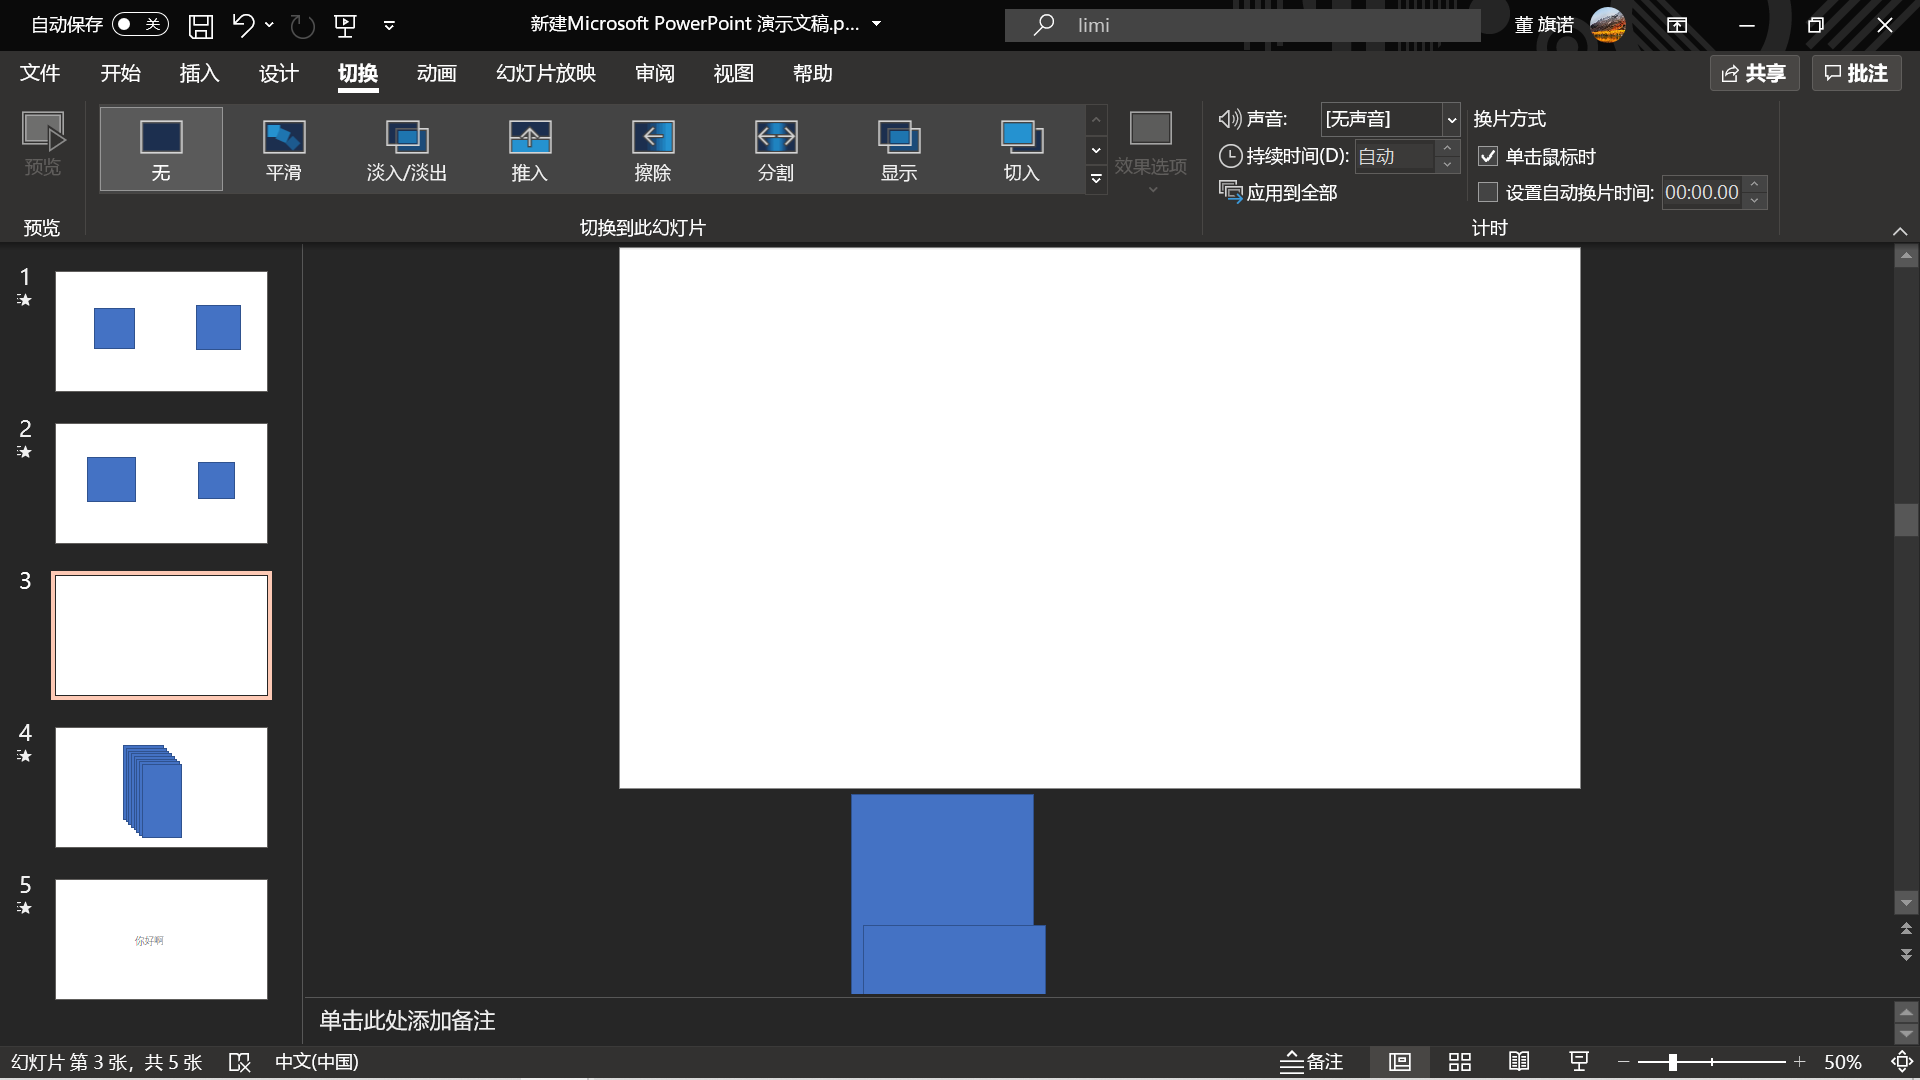 自动保存 关 新建Microsoft PowerPoint 演示文稿.p... limi 董 旗诺
文件 开始 插入 设计 切换 动画 幻灯片放映 审阅 视图 帮助 共享 批注
预览 无 平滑 淡入/淡出 推入 擦除 分割 显示 切入 效果选项
声音: [无声音] 换片方式
持续时间(D): 自动 单击鼠标时
应用到全部 设置自动换片时间: 00:00.00
预览 切换到此幻灯片 计时
1
2
3
4
5
你好啊
单击此处添加备注
幻灯片 第 3 张，共 5 张 中文(中国) 备注 50%